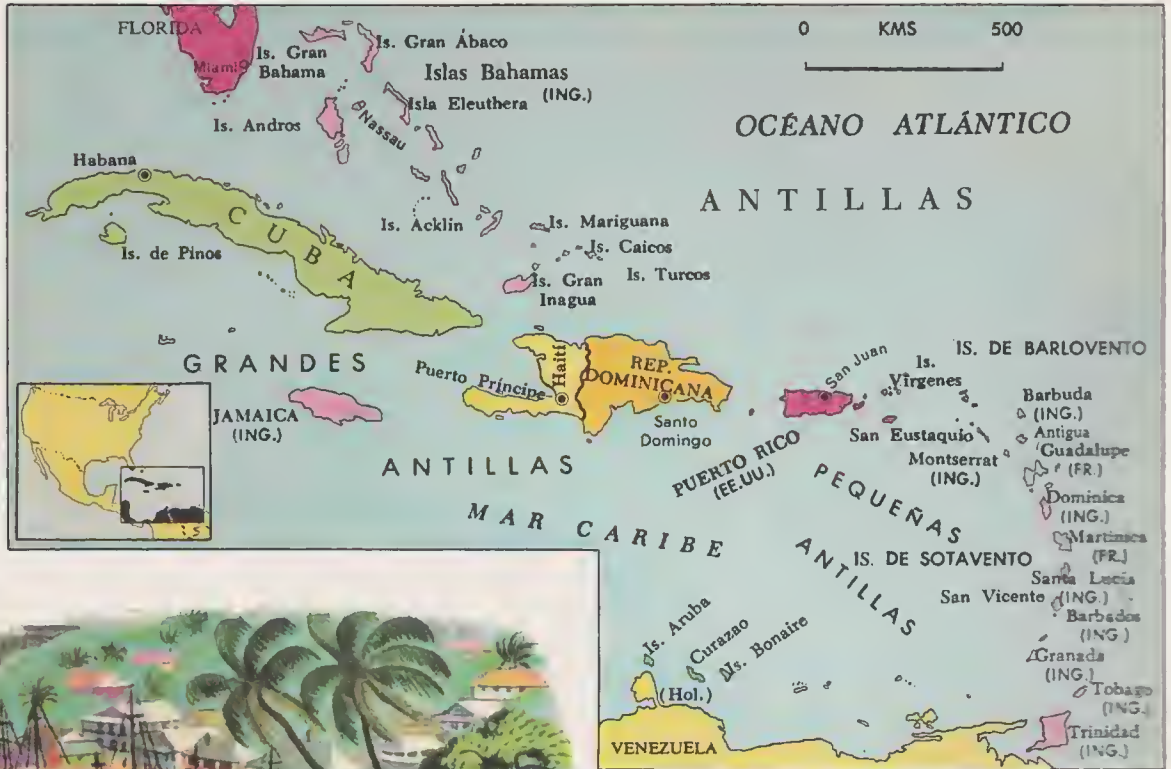 FLORIDA
Miami
Is. Gran
Bahama
Is. Gran Ábaco
Islas Bahamas
(ING.)
Isla Eleuthera
Is. Andros
Nassau
0 KMS 500
OCÉANO ATLÁNTICO
ANTILLAS
Habana
CUBA
Is. de Pinos
Is. Acklín
Is. Mariguana
Is. Caicos
Is. Turcos
Is. Gran
Inagua
GRANDES
ANTILLAS
JAMAICA
(ING.)
Puerto Príncipe
Haití
REP.
DOMINICANA
Santo
Domingo
San Juan
PUERTO RICO
(EE.UU.)
Is.
Vírgenes
IS. DE BARLOVENTO
San Eustaquio
Montserrat
(ING.)
Barbuda
(ING.)
Antigua
Guadalupe
(FR.)
Dominica
(ING.)
Martinica
(FR.)
MAR CARIBE
PEQUEÑAS
ANTILLAS
IS. DE SOTAVENTO
Santa Lucía
(ING.)
San Vicente
Barbados
(ING.)
Granada
(ING.)
Tobago
(ING.)
Trinidad
(ING.)
Is. Aruba
Curazao
Is. Bonaire
(Hol.)
VENEZUELA